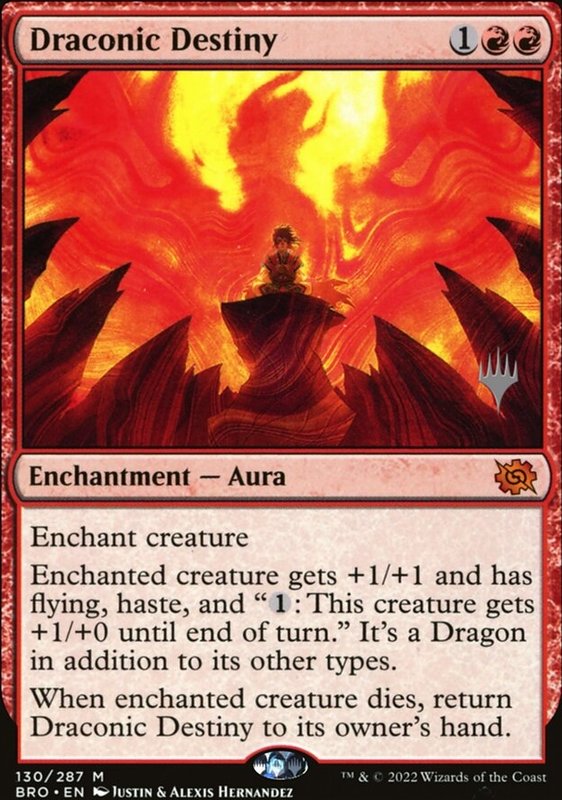 Draconic Destiny 1
Enchantment — Aura
Enchant creature
Enchanted creature gets +1/+1 and has
flying, haste, and “1: This creature gets
+1/+0 until end of turn.” It’s a Dragon
in addition to its other types.
When enchanted creature dies, return
Draconic Destiny to its owner’s hand.
130/287 M
BRO • EN Justin & Alexis Hernandez
™ & © 2022 Wizards of the Coast